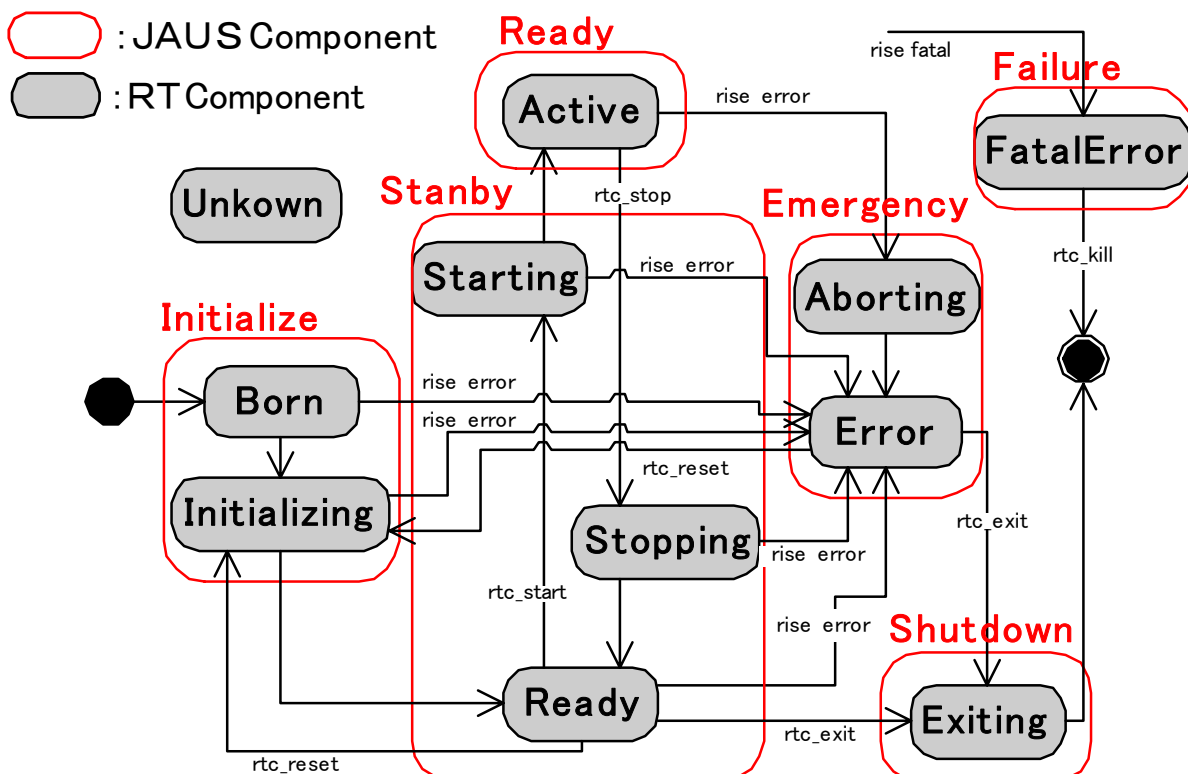 : JAUS Component
: RT Component
Ready
rise fatal
Failure
Active
rise error
FatalError
Unkown
Stanby
rtc_stop
Emergency
Starting
rise error
rtc_kill
Aborting
Initialize
Born
rise error
rise error
Error
rtc_reset
Initializing
rtc_exit
Stopping
rise error
rtc_start
rise error
Shutdown
Ready
Exiting
rtc_exit
rtc_reset